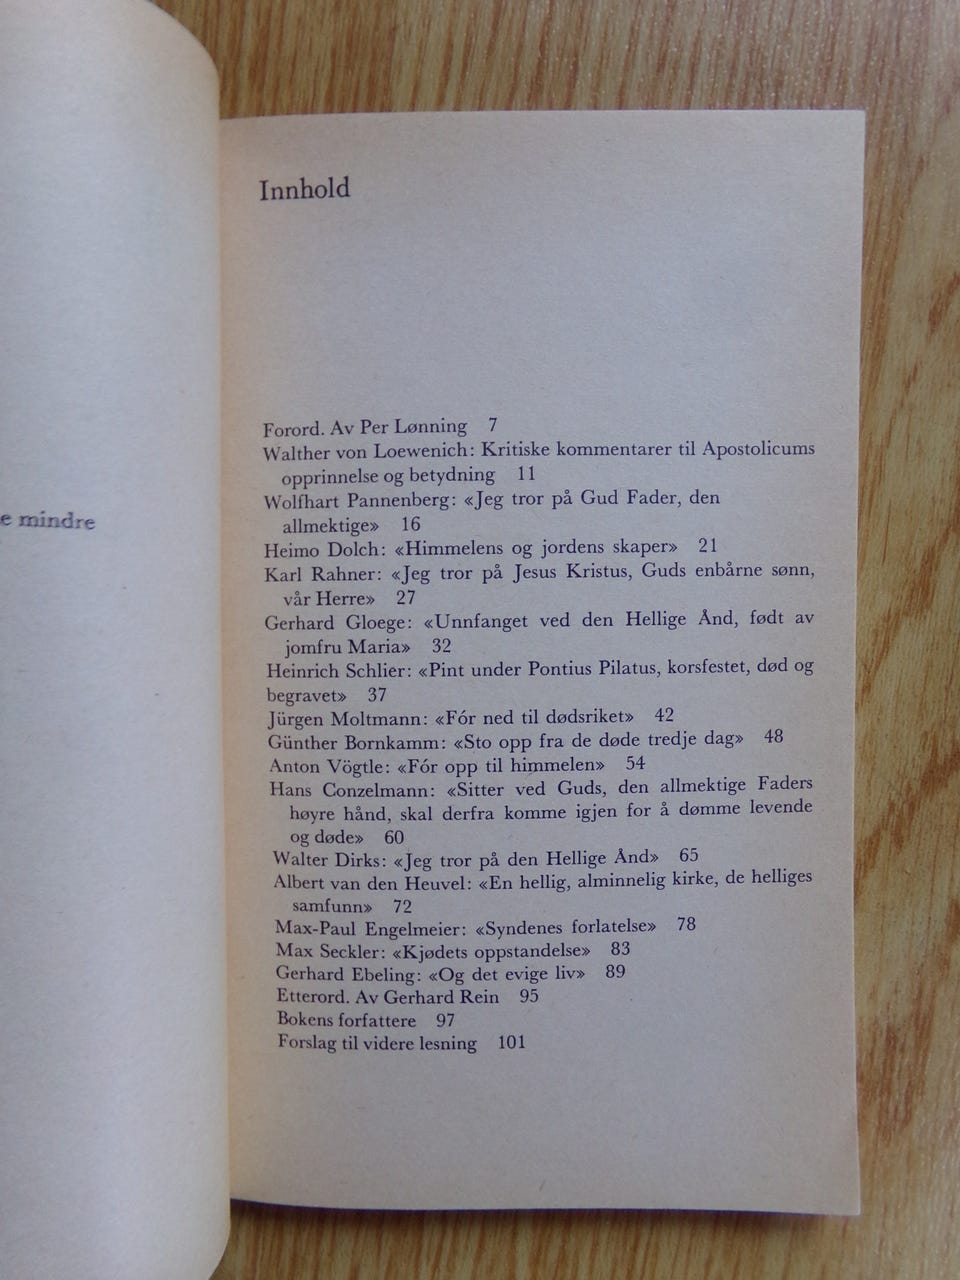 e mindre
Innhold
Forord. Av Per Lønning 7
Walther von Loewenich: Kritiske kommentarer til Apostolicums
opprinnelse og betydning 11
Wolfhart Pannenberg: «Jeg tror på Gud Fader, den
allmektige» 16
Heimo Dolch: «Himmelens og jordens skaper» 21
Karl Rahner: «Jeg tror på Jesus Kristus, Guds enbårne sønn,
vår Herre» 27
Gerhard Gloege: «Unnfanget ved den Hellige Ånd, født av
jomfru Maria» 32
Heinrich Schlier: «Pint under Pontius Pilatus, korsfestet, død og
begravet» 37
Jürgen Moltmann: «Fór ned til dødsriket» 42
Günther Bornkamm: «Sto opp fra de døde tredje dag» 48
Anton Vögtle: «Fór opp til himmelen» 54
Hans Conzelmann: «Sitter ved Guds, den allmektige Faders
høyre hånd, skal derfra komme igjen for å dømme levende
og døde» 60
Walter Dirks: «Jeg tror på den Hellige Ånd» 65
Albert van den Heuvel: «En hellig, alminnelig kirke, de helliges
samfunn» 72
Max-Paul Engelmeier: «Syndenes forlatelse» 78
Max Seckler: «Kjødets oppstandelse» 83
Gerhard Ebeling: «Og det evige liv» 89
Etterord. Av Gerhard Rein 95
Bokens forfattere 97
Forslag til videre lesning 101